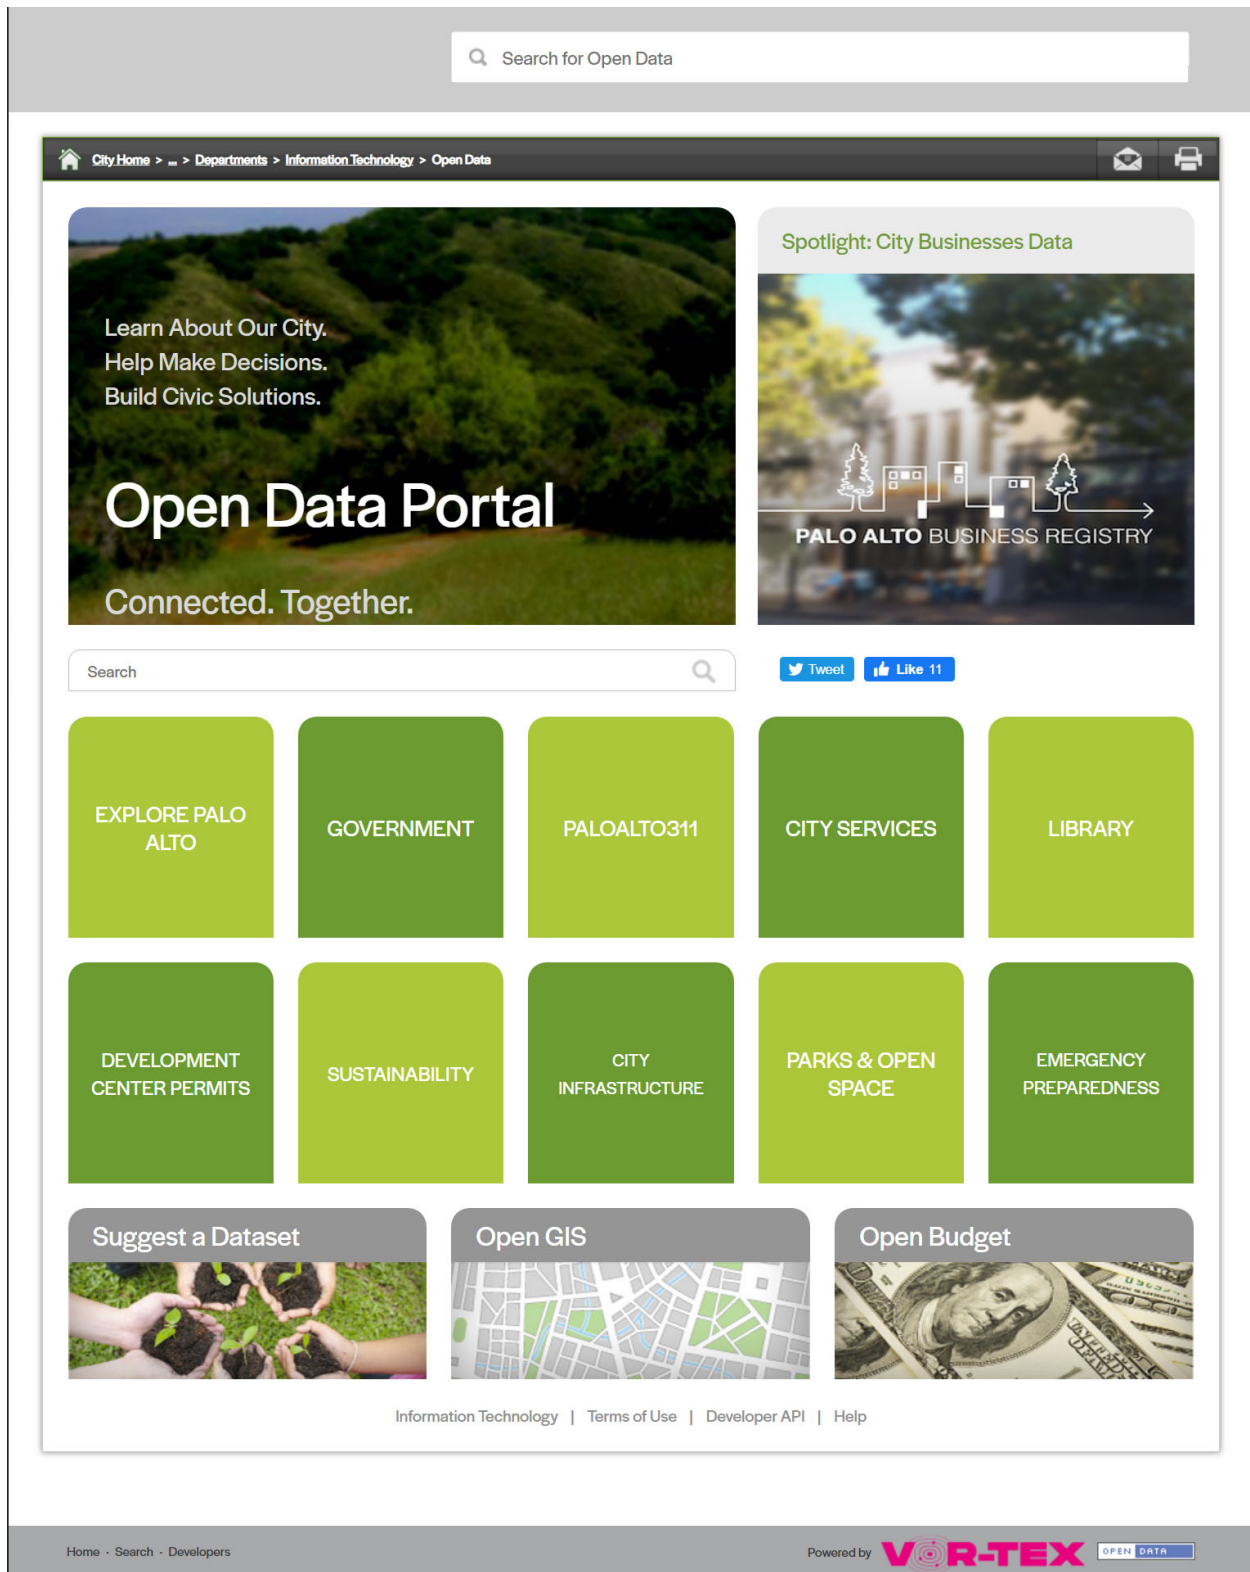 Search for Open Data
City Home > ... > Departments > Information Technology > Open Data
Learn About Our City.
Help Make Decisions.
Build Civic Solutions.
Open Data Portal
Connected. Together.
Spotlight: City Businesses Data
PALO ALTO BUSINESS REGISTRY
Search
Tweet
Like 11
EXPLORE PALO
ALTO
GOVERNMENT
PALOALTO311
CITY SERVICES
LIBRARY
DEVELOPMENT
CENTER PERMITS
SUSTAINABILITY
CITY
INFRASTRUCTURE
PARKS & OPEN
SPACE
EMERGENCY
PREPAREDNESS
Suggest a Dataset
Open GIS
Open Budget
Information Technology | Terms of Use | Developer API | Help
Home · Search · Developers
Powered by VOR-TEX OPEN DATA